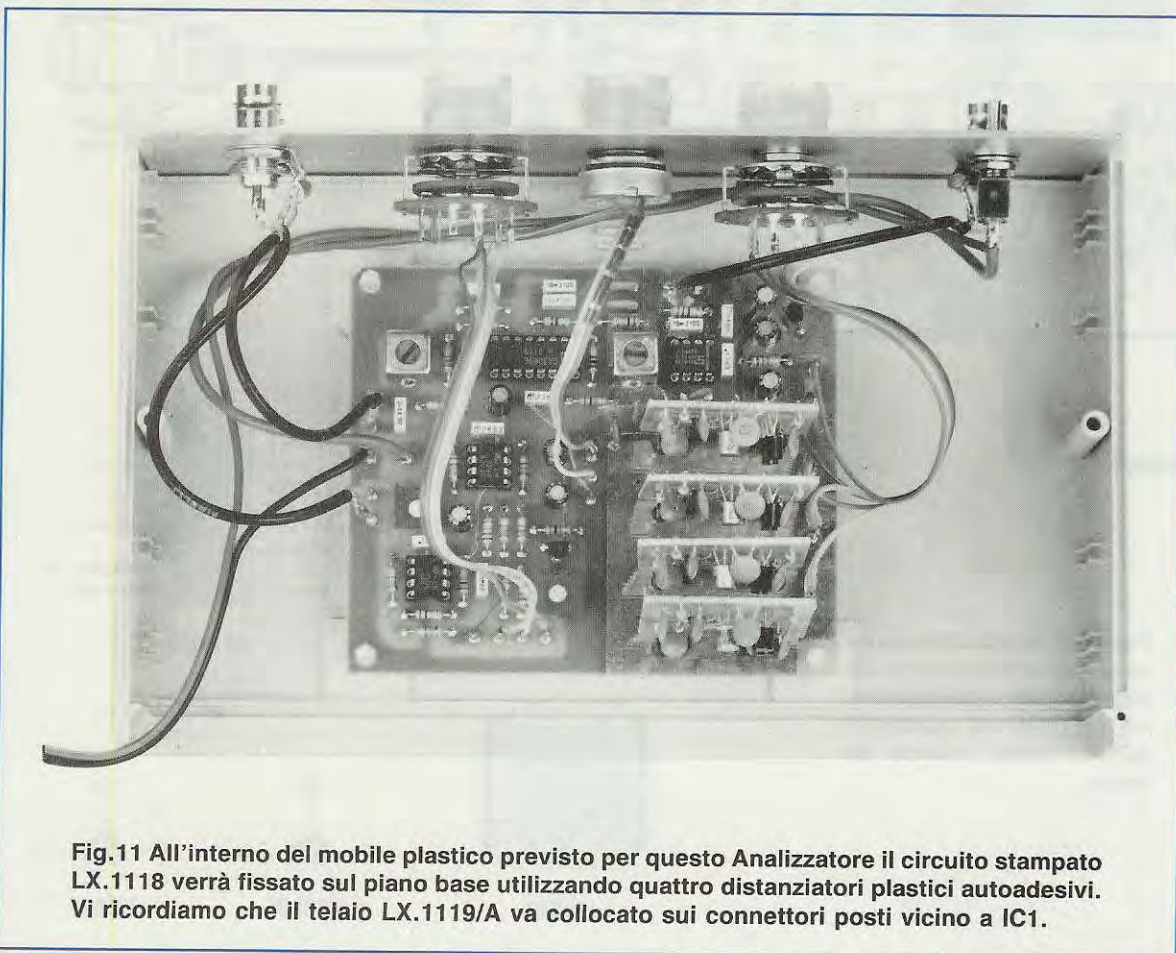 Fig.11 All'interno del mobile plastico previsto per questo Analizzatore il circuito stampato
LX.1118 verrà fissato sul piano base utilizzando quattro distanziatori plastici autoadesivi.
Vi ricordiamo che il telaio LX.1119/A va collocato sui connettori posti vicino a IC1.